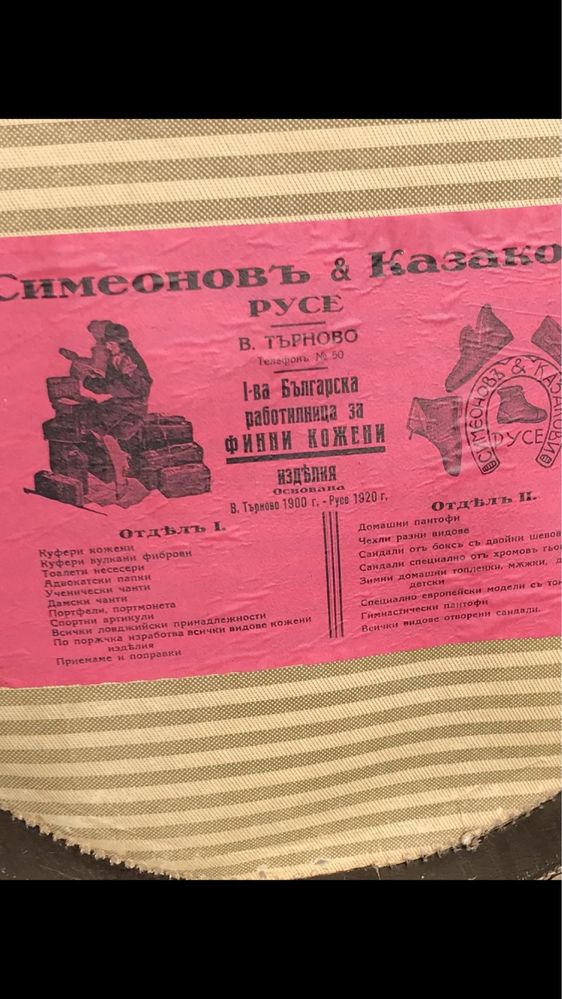 Симеоновъ & Казако
РУСЕ
В. ТЪРНОВО
Телефонъ № 50
I-ва Българска
работилница за
ФИННИ КОЖЕНИ
издѣлия
Основана
В. Търново 1900 г. - Русе 1920 г.
СИМЕОНОВЪ & КАЗАКОВИ
РУСЕ
Отдѣлъ I.
Куфери кожени
Куфери вулкани фиброви
Тоалети несесери
Адвокатски папки
Ученически чанти
Дамски чанти
Портфели, портмонета
Спортни артикули
Всички ловджийски принадлежности
По порѫчка изработва всички видове кожени
издѣлия
Приемаме и поправки
Отдѣлъ II.
Домашни пантофи
Чехли разни видове
Сандали отъ боксъ съ двойни шевов
Сандали специално отъ хромовъ гьо
Зимни домашни топленки, мѫжки, д
детски
Специално европейски модели съ то
Гимнастически пантофи
Всички видове отворени сандали.